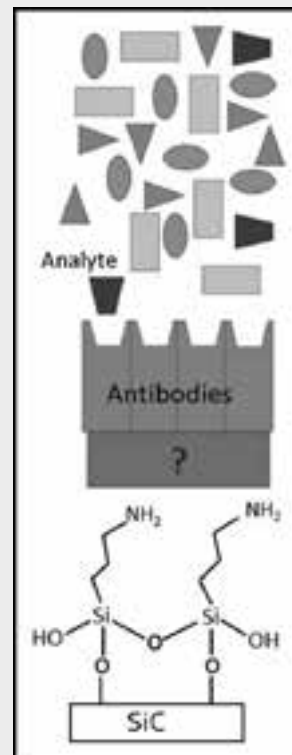 Analyte
Antibodies
?
NH2 NH2
Si Si
HO O OH
O O
SiC